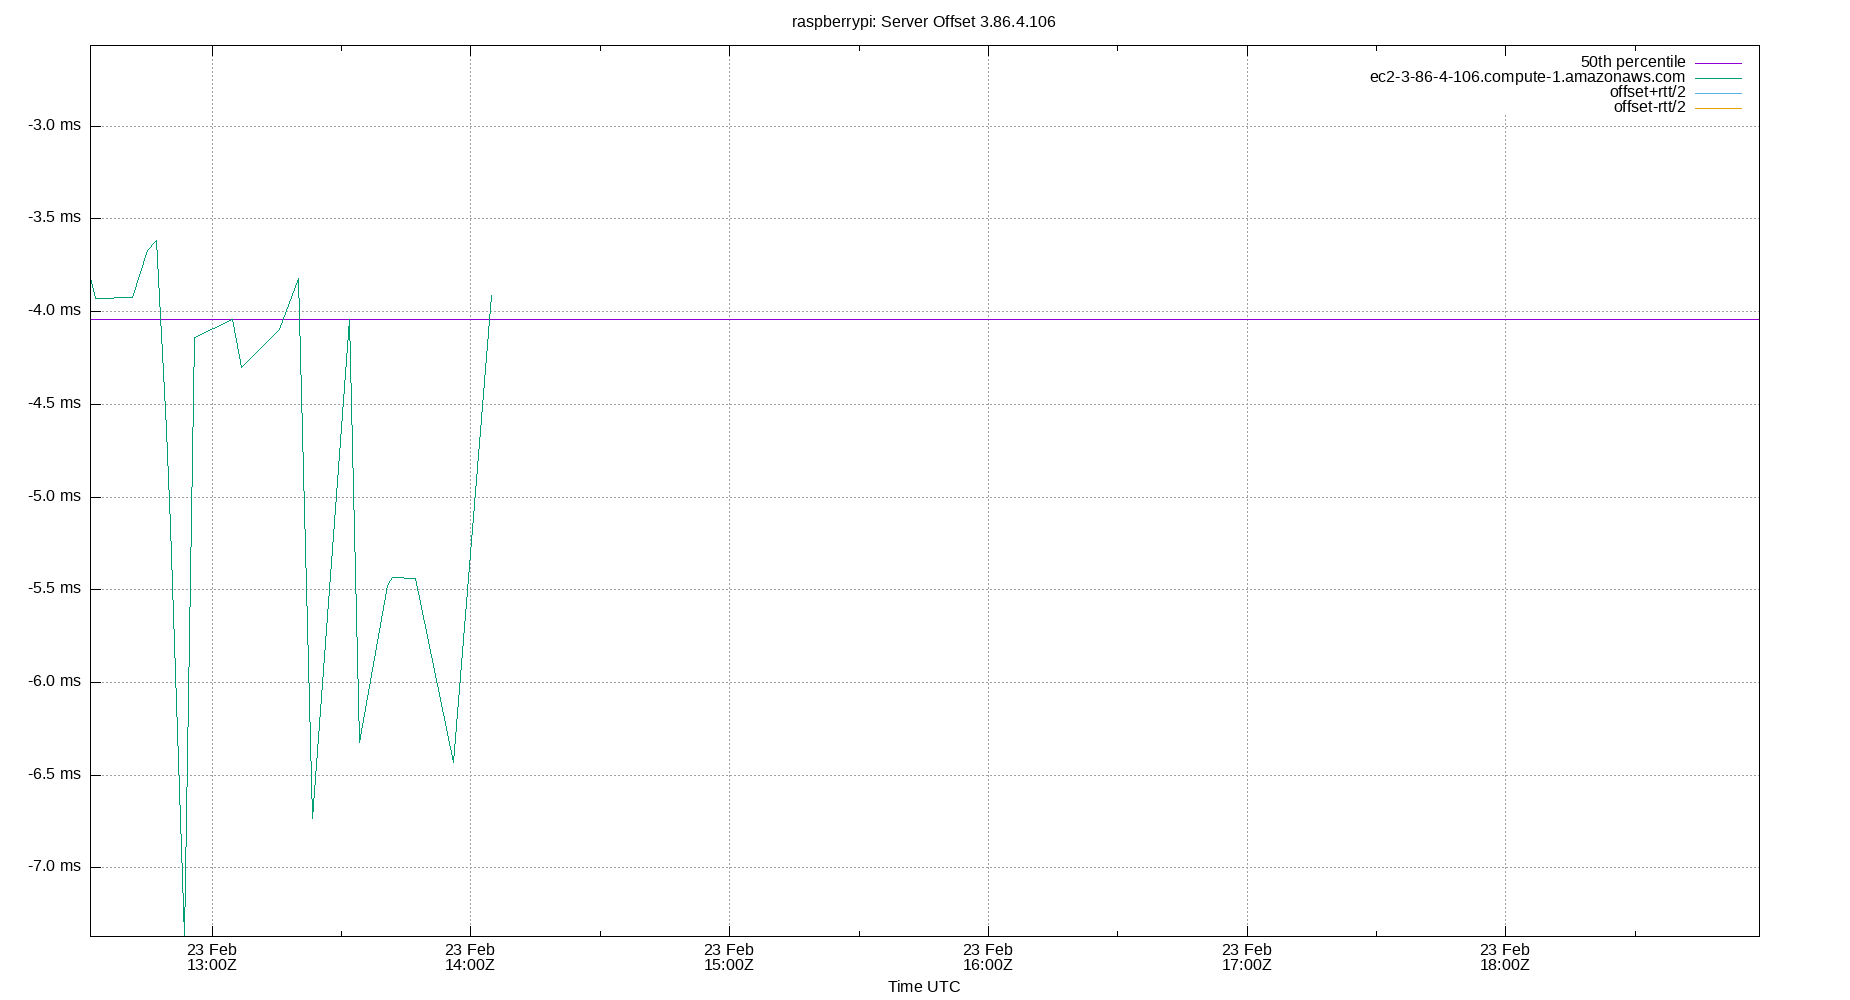 raspberrypi: Server Offset 3.86.4.106
50th percentile
ec2-3-86-4-106.compute-1.amazonaws.com
offset+rtt/2
offset-rtt/2
-3.0 ms
-3.5 ms
-4.0 ms
-4.5 ms
-5.0 ms
-5.5 ms
-6.0 ms
-6.5 ms
-7.0 ms
23 Feb 23 Feb 23 Feb 23 Feb 23 Feb 23 Feb
13:00Z 14:00Z 15:00Z 16:00Z 17:00Z 18:00Z
Time UTC